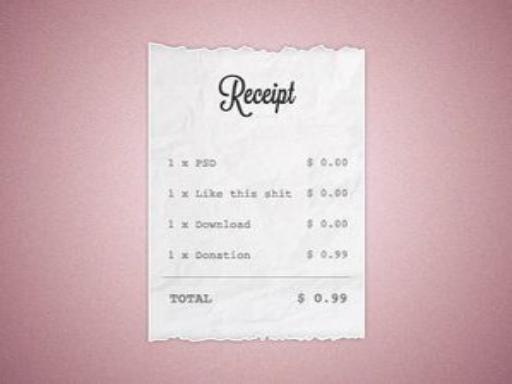 Receipt
1 x PSD $ 0.00
1 x Like this shit $ 0.00
1 x Download $ 0.00
1 x Donation $ 0.99
TOTAL $ 0.99